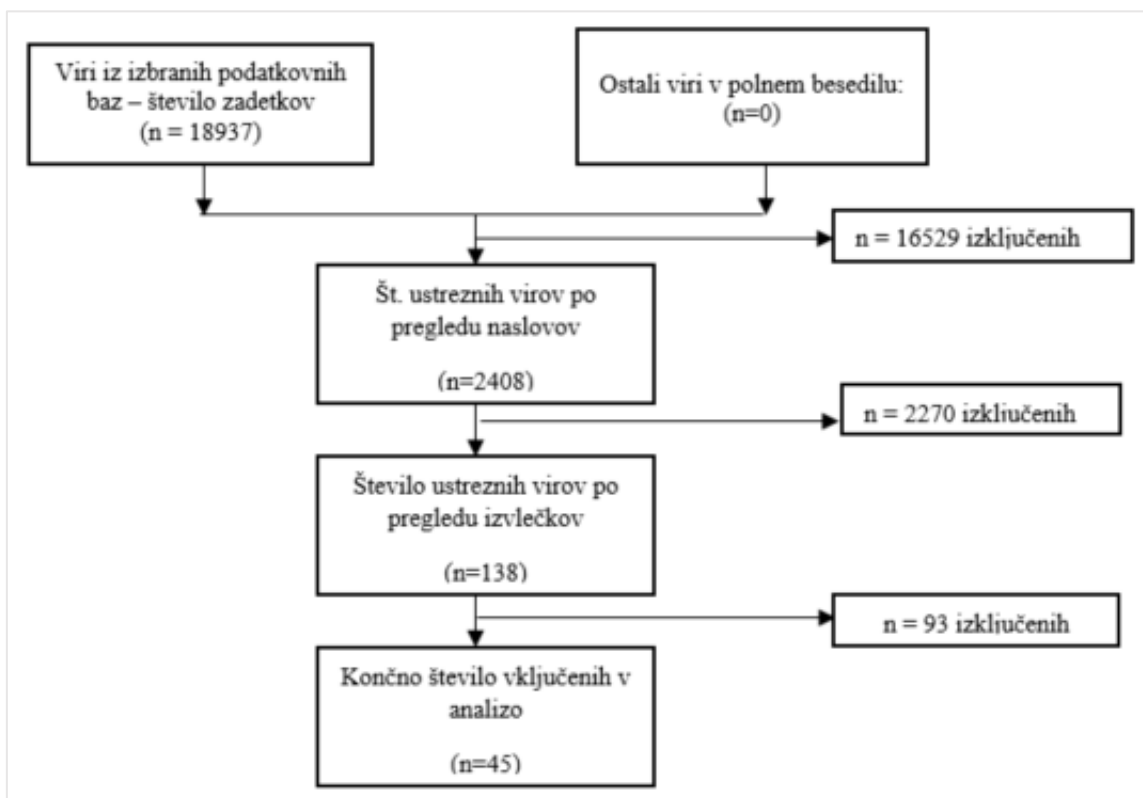 Viri iz izbranih podatkovnih
baz – število zadetkov
(n = 18937)
Ostali viri v polnem besedilu:
(n=0)
n = 16529 izključenih
Št. ustreznih virov po
pregledu naslovov
(n=2408)
n = 2270 izključenih
Število ustreznih virov po
pregledu izvlečkov
(n=138)
n = 93 izključenih
Končno število vključenih v
analizo
(n=45)